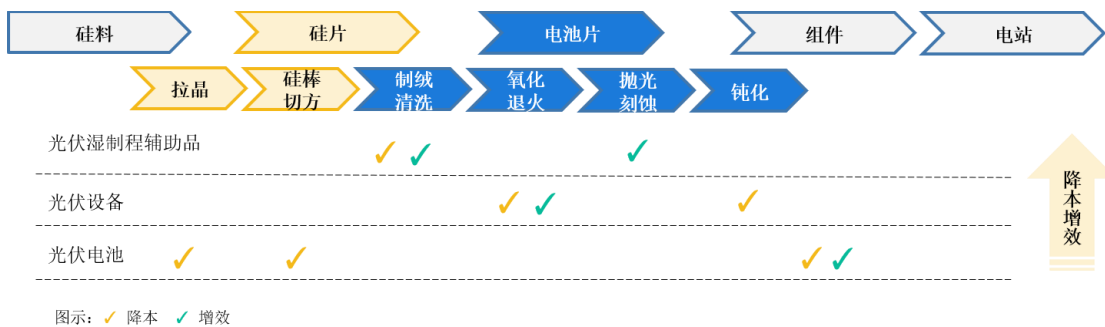 硅料
硅片
电池片
组件
电站
拉晶
硅棒
切方
制绒
清洗
氧化
退火
抛光
刻蚀
钝化
光伏湿制程辅助品
光伏设备
光伏电池
降本增效
图示： ✓ 降本 ✓ 增效